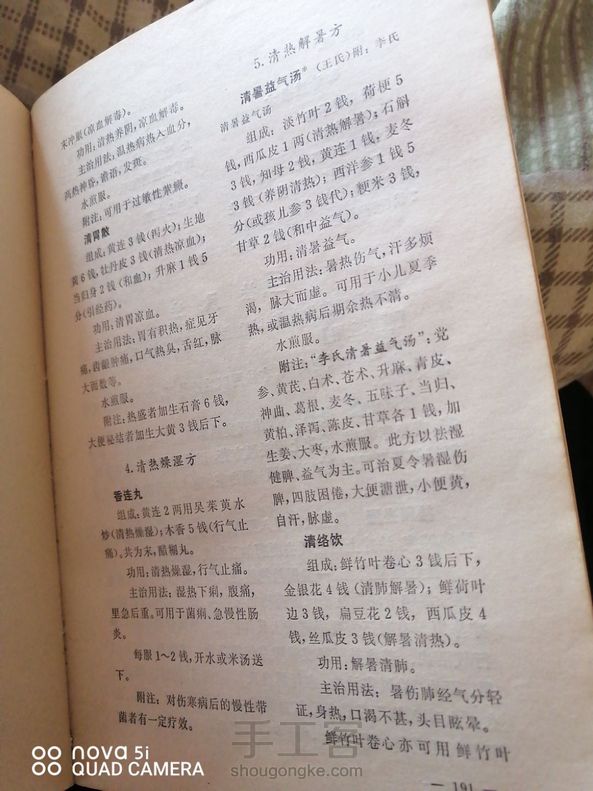 宋冲服(凉血解毒)。
功用:清热养阴,凉血解毒。
主治用法:温热病热入血分,
高热神昏,谵语,发斑。
水煎服。
附注:可用于过敏性紫癜。
清胃散
组成:黄连3钱(泻火);生地
黄6钱,牡丹皮3钱(清热凉血);
当归身2钱(和血);升麻1钱5
分(引经药)。
功用:清胃凉血。
主治用法:胃有积热,症见牙
痛,齿龈肿痛,口气热臭,舌红,脉
大而数等。
水煎服。
附注:热盛者加生石膏6钱,
大便秘结者加生大黄3钱后下。
4.清热燥湿方
香连丸
组成:黄连2两用吴茱萸水
炒(清热燥湿);木香5钱(行气止
痛)。共为末,醋糊丸。
功用:清热燥湿,行气止痛。
主治用法:湿热下痢,腹痛,
里急后重。可用于菌痢、急慢性肠
炎。
每服1～2钱,开水或米汤送
下。
附注:对伤寒病后的慢性带
菌者有一定疗效。
5.清热解暑方
清暑益气汤*(王氏)附:李氏
清暑益气汤
组成:淡竹叶2钱,荷梗5
钱,西瓜皮1两(清热解暑);石斛
3钱,知母2钱,黄连1钱,麦冬
3钱(养阴清热);西洋参1钱5
分(或孩儿参3钱代);粳米3钱,
甘草2钱(和中益气)。
功用:清暑益气。
主治用法:暑热伤气,汗多烦
渴,脉大而虚。可用于小儿夏季
热,或温热病后期余热不清。
水煎服。
附注:“李氏清暑益气汤”:党
参、黄芪、白术、苍术、升麻、青皮、
神曲、葛根、麦冬、五味子、当归、
黄柏、泽泻、陈皮、甘草各1钱,加
生姜、大枣,水煎服。此方以祛湿
健脾、益气为主。可治夏令暑湿伤
脾,四肢困倦,大便溏泄,小便黄,
自汗,脉虚。
清络饮
组成:鲜竹叶卷心3钱后下,
金银花4钱(清肺解暑);鲜荷叶
边3钱,扁豆花2钱,西瓜皮4
钱,丝瓜皮3钱(解暑清热)。
功用:解暑清肺。
主治用法:暑伤肺经气分轻
证,身热,口渴不甚,头目眩晕。
鲜竹叶卷心亦可用鲜竹叶
— 191 —
nova 5i
QUAD CAMERA
手工客
shougongke.com